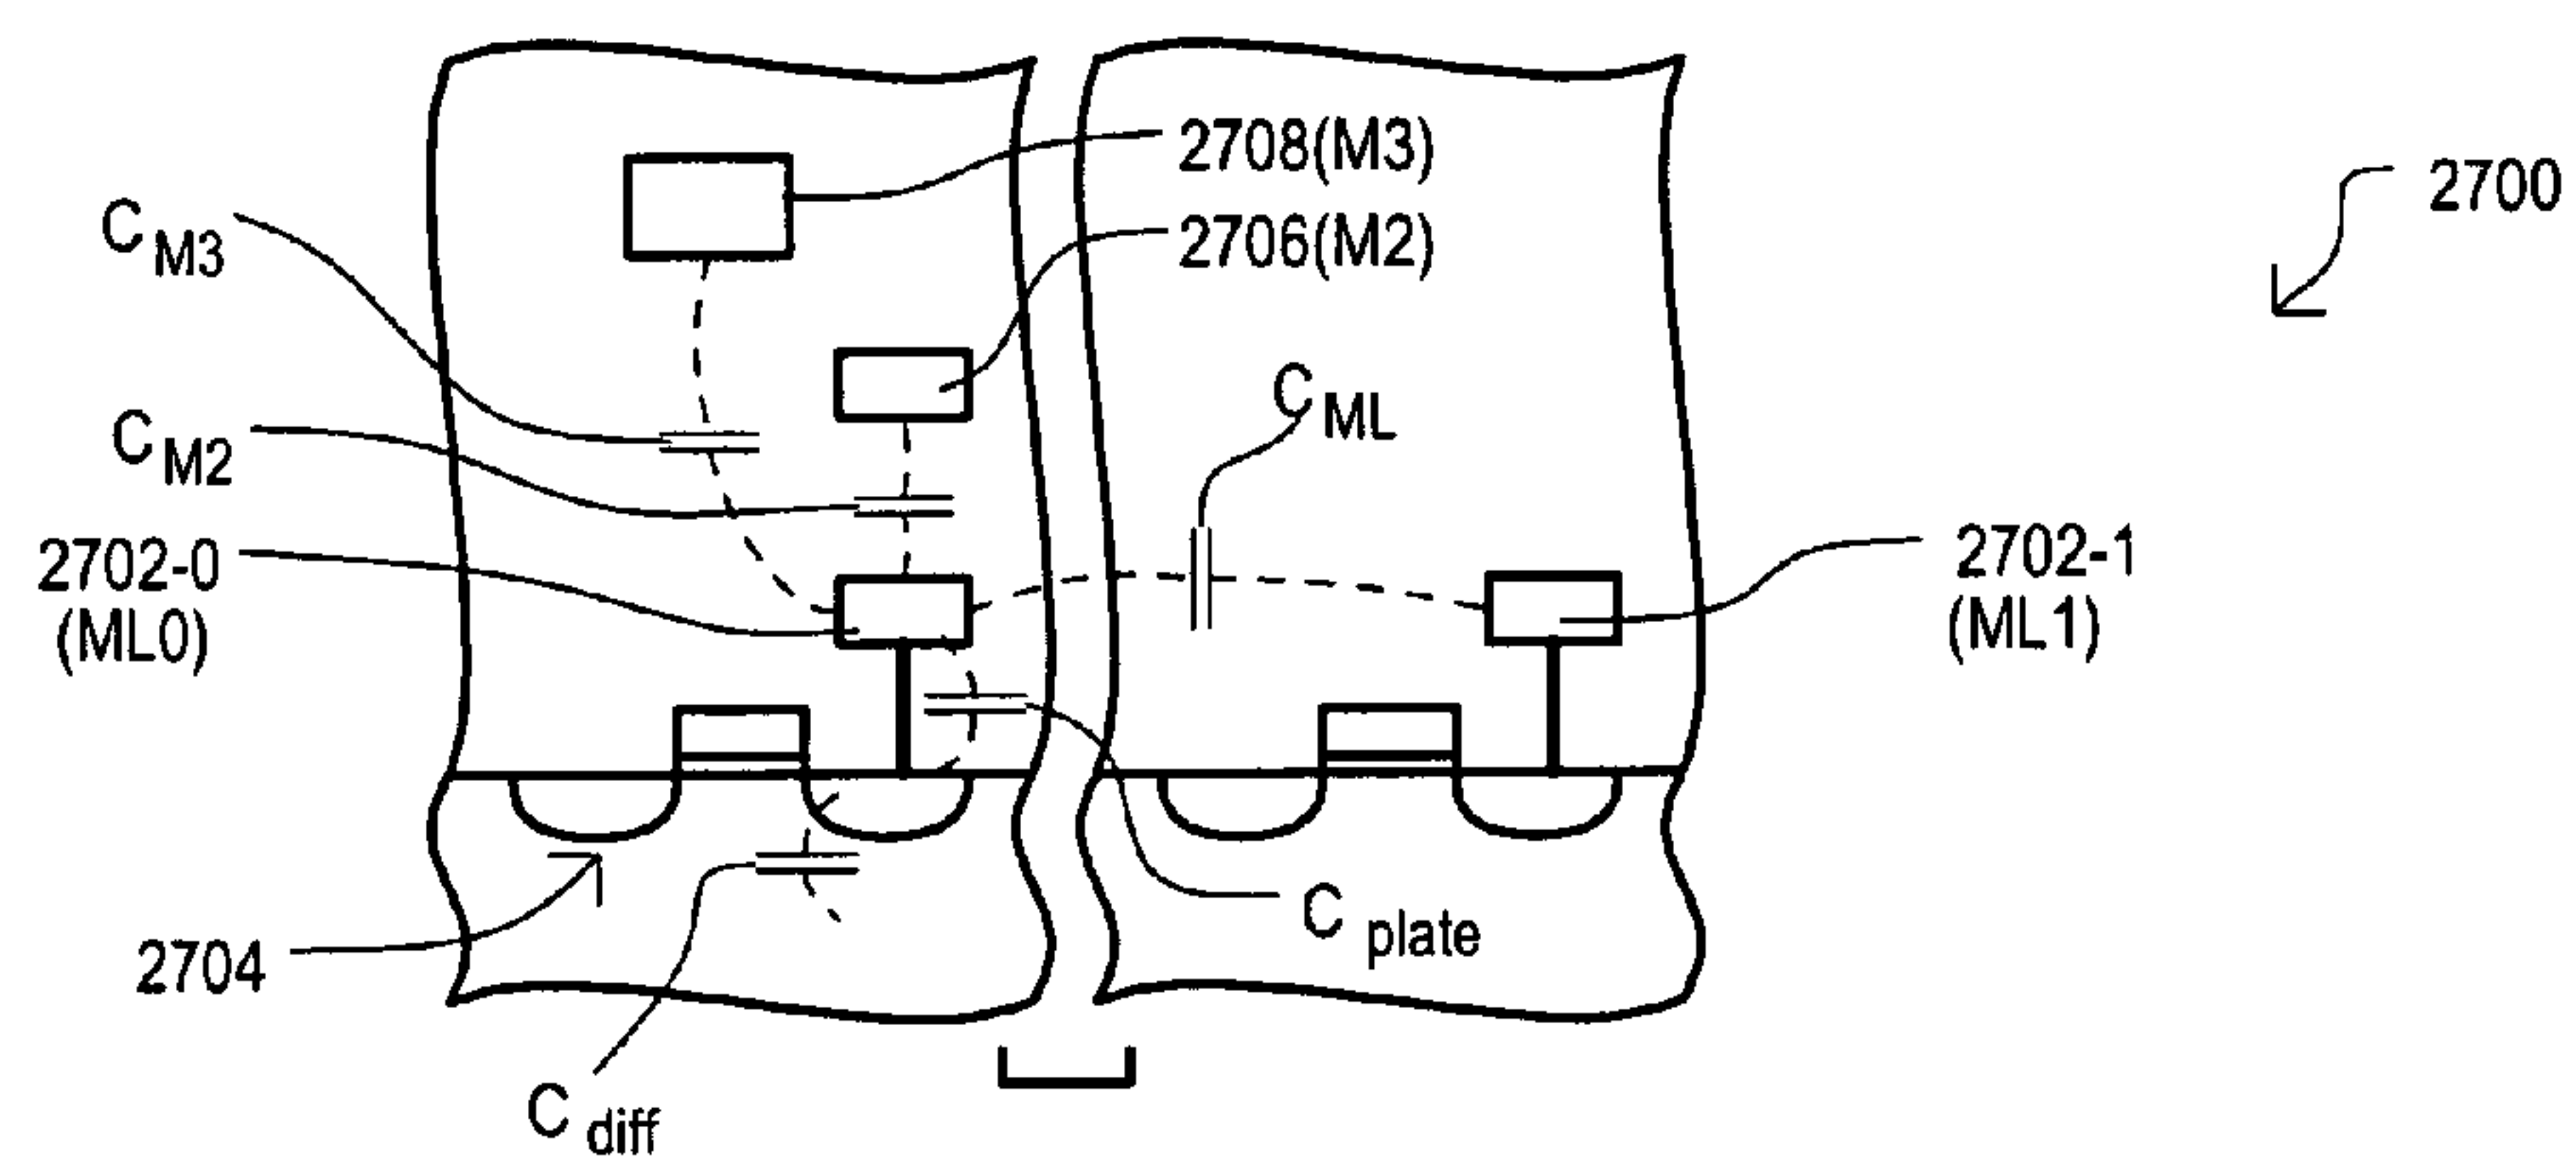 2708(M3)
2700
C M3
2706(M2)
C ML
C M2
2702-0
(ML0)
2702-1
(ML1)
C plate
2704
C diff